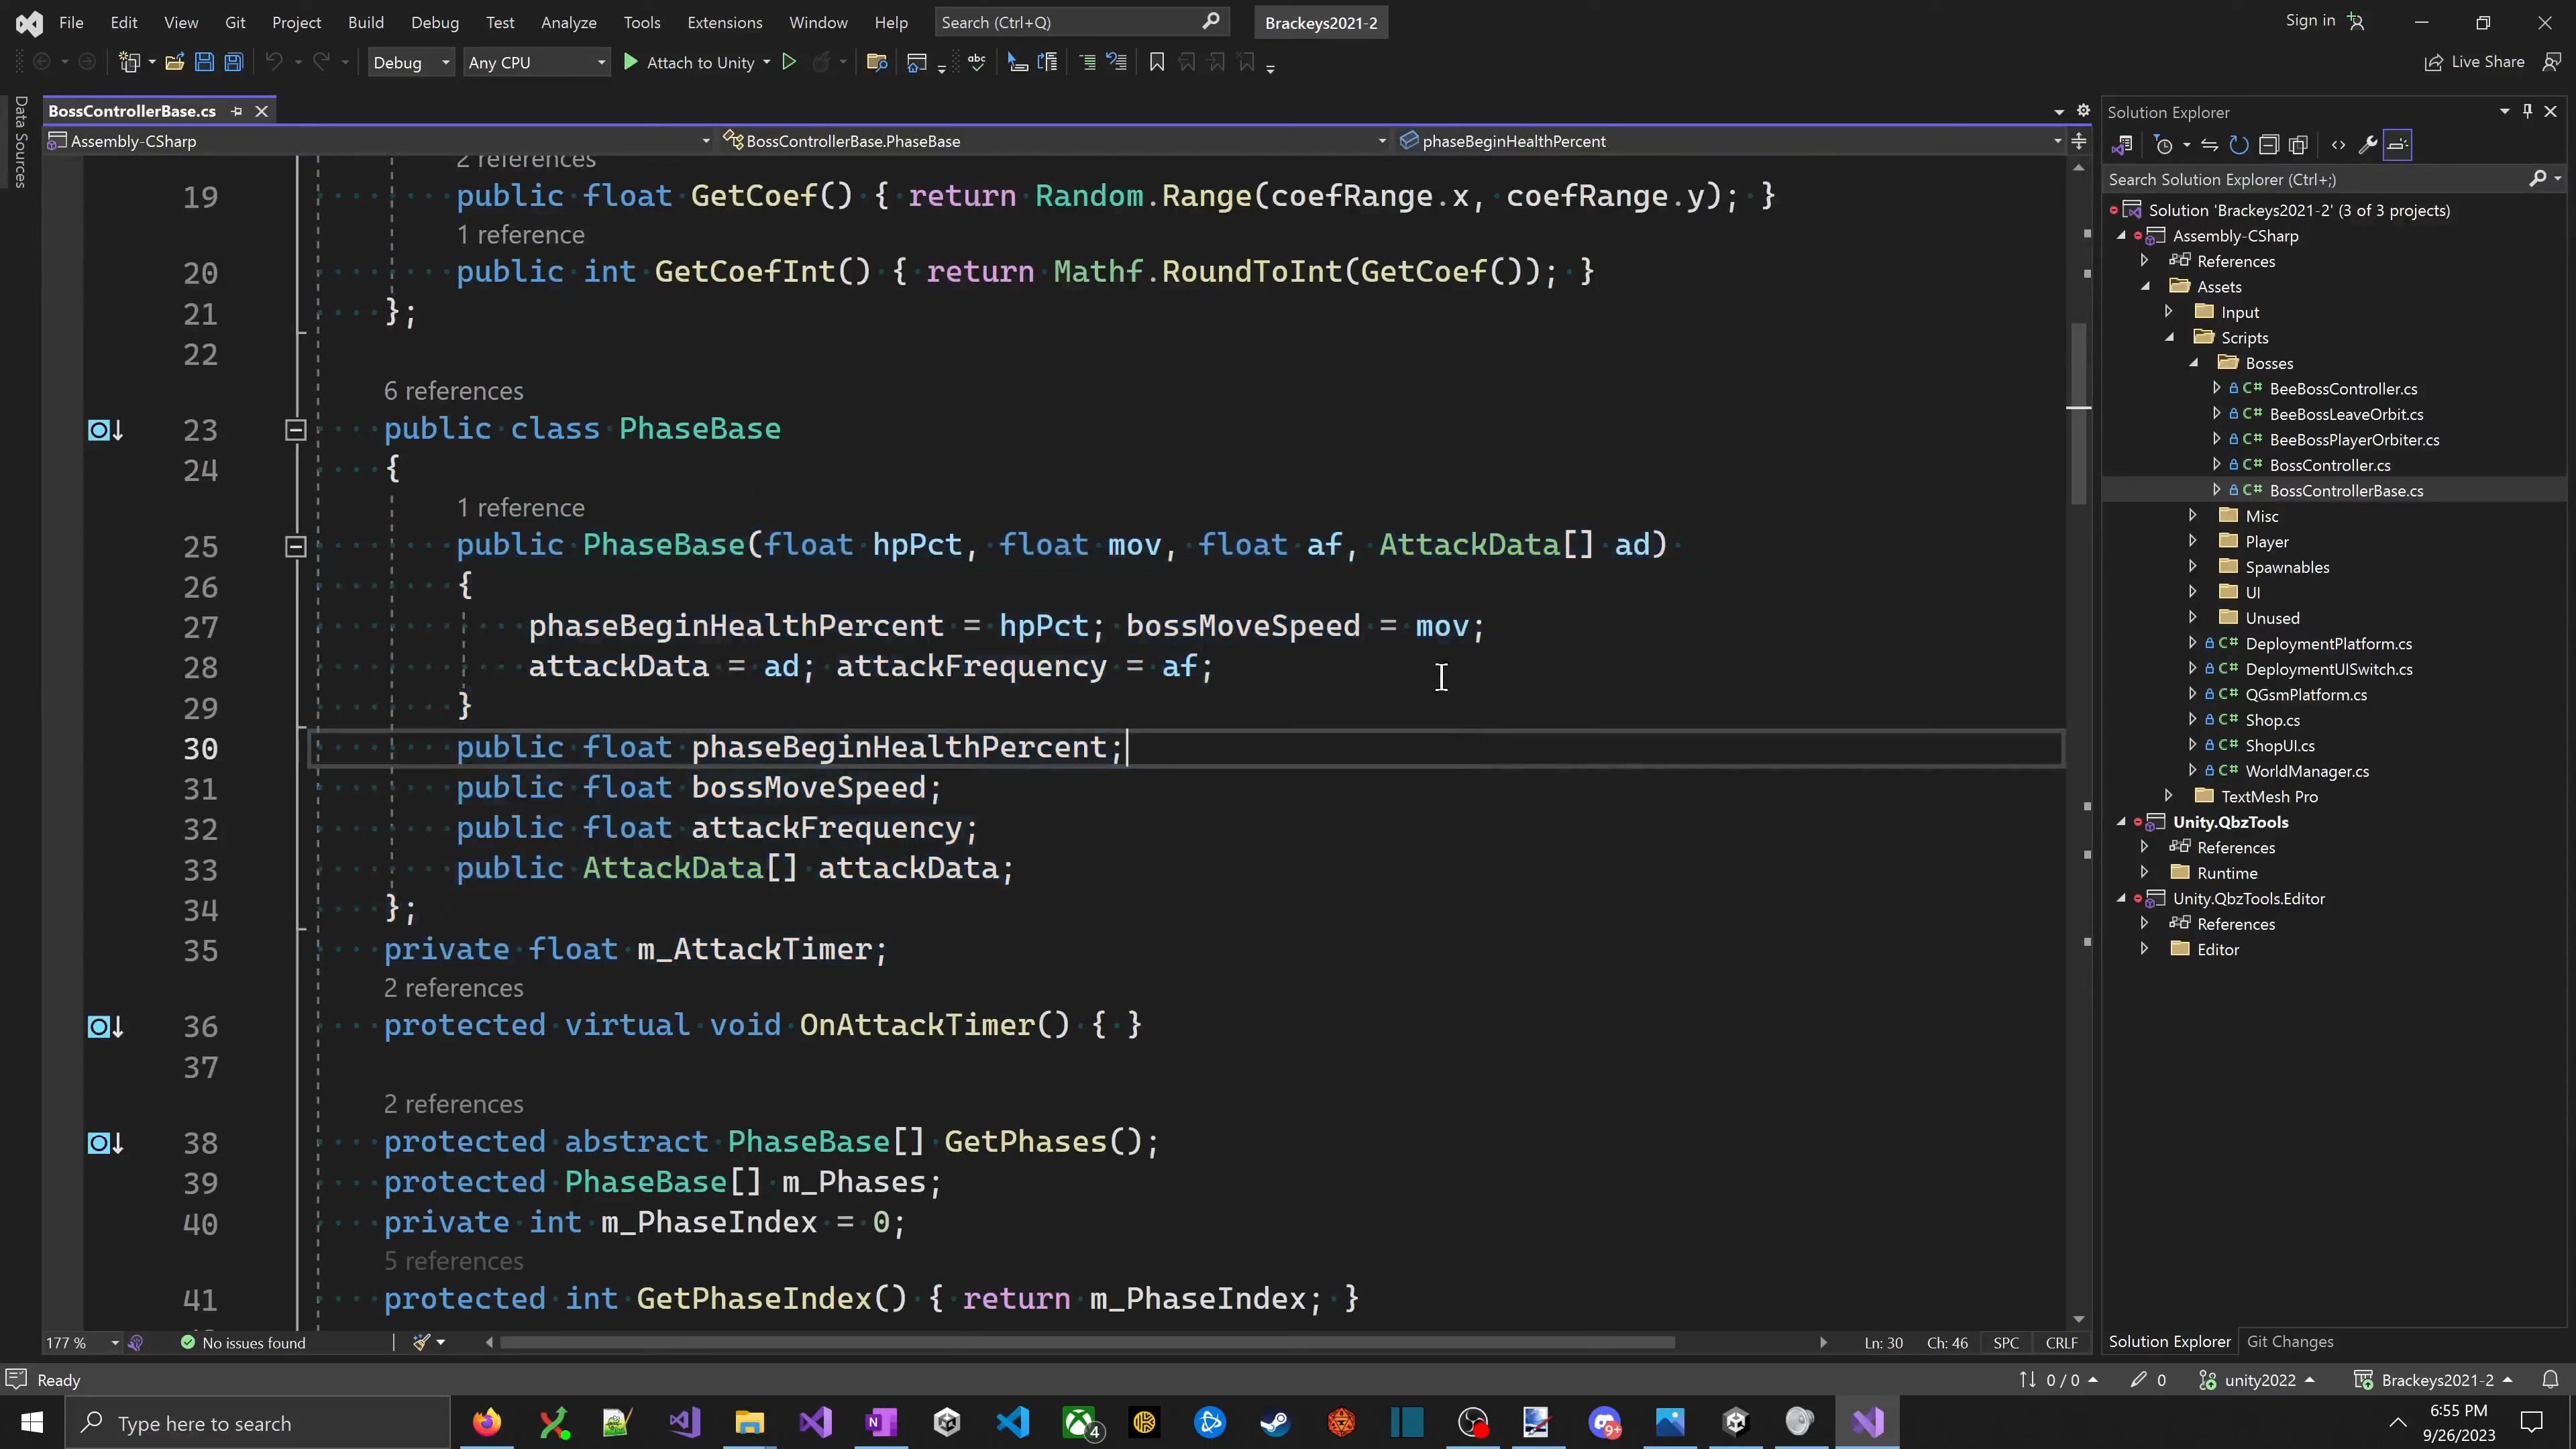 File Edit View Git Project Build Debug Test Analyze Tools Extensions Window Help Search (Ctrl+Q) Brackeys2021-2 Sign in
Debug Any CPU Attach to Unity Live Share
Data Sources
BossControllerBase.cs
Assembly-CSharp BossControllerBase.PhaseBase phaseBeginHealthPercent
2 references
19 public float GetCoef() { return Random.Range(coefRange.x, coefRange.y); }
1 reference
20 public int GetCoefInt() { return Mathf.RoundToInt(GetCoef()); }
21 };
22
6 references
23 public class PhaseBase
24 {
1 reference
25 public PhaseBase(float hpPct, float mov, float af, AttackData[] ad)
26 {
27 phaseBeginHealthPercent = hpPct; bossMoveSpeed = mov;
28 attackData = ad; attackFrequency = af;
29 }
30 public float phaseBeginHealthPercent;
31 public float bossMoveSpeed;
32 public float attackFrequency;
33 public AttackData[] attackData;
34 };
35 private float m_AttackTimer;
2 references
36 protected virtual void OnAttackTimer() { }
37
2 references
38 protected abstract PhaseBase[] GetPhases();
39 protected PhaseBase[] m_Phases;
40 private int m_PhaseIndex = 0;
5 references
41 protected int GetPhaseIndex() { return m_PhaseIndex; }
177 % No issues found Ln: 30 Ch: 46 SPC CRLF
Solution Explorer
Search Solution Explorer (Ctrl+;)
Solution 'Brackeys2021-2' (3 of 3 projects)
Assembly-CSharp
References
Assets
Input
Scripts
Bosses
C# BeeBossController.cs
C# BeeBossLeaveOrbit.cs
C# BeeBossPlayerOrbiter.cs
C# BossController.cs
C# BossControllerBase.cs
Misc
Player
Spawnables
UI
Unused
C# DeploymentPlatform.cs
C# DeploymentUISwitch.cs
C# QGsmPlatform.cs
C# Shop.cs
C# ShopUI.cs
C# WorldManager.cs
TextMesh Pro
Unity.QbzTools
References
Runtime
Unity.QbzTools.Editor
References
Editor
Solution Explorer Git Changes
Ready 0 / 0 0 unity2022 Brackeys2021-2
Type here to search 4 9+ 6:55 PM
9/26/2023